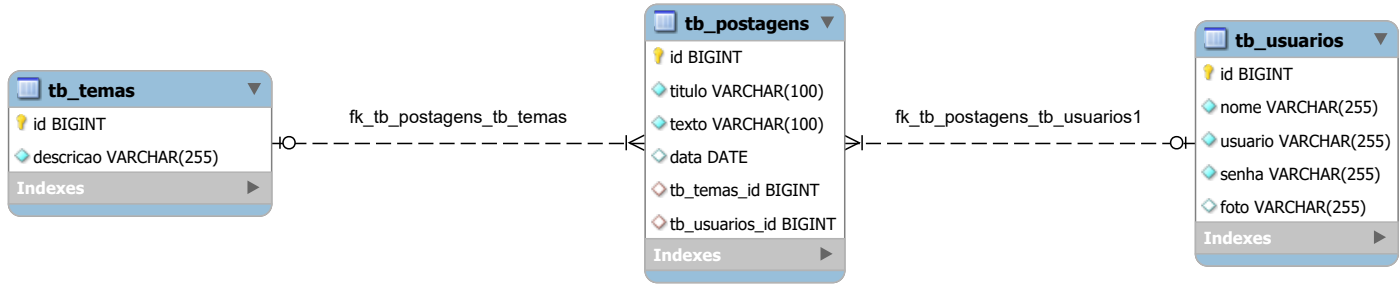 tb_temas
id BIGINT
descricao VARCHAR(255)
Indexes
fk_tb_postagens_tb_temas
tb_postagens
id BIGINT
titulo VARCHAR(100)
texto VARCHAR(100)
data DATE
tb_temas_id BIGINT
tb_usuarios_id BIGINT
Indexes
fk_tb_postagens_tb_usuarios1
tb_usuarios
id BIGINT
nome VARCHAR(255)
usuario VARCHAR(255)
senha VARCHAR(255)
foto VARCHAR(255)
Indexes